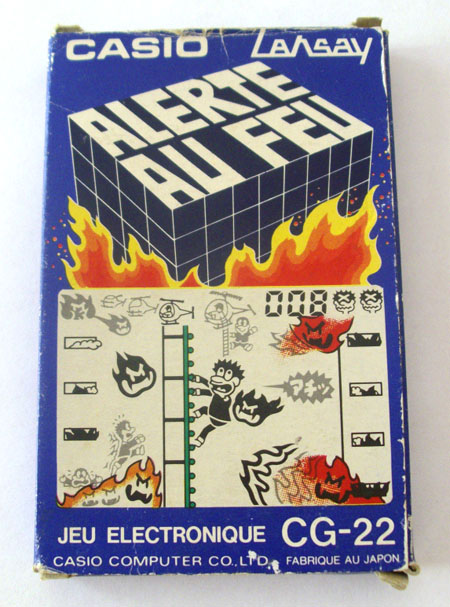 CASIO Lansay
ALERTE
AU FEU
008
JEU ELECTRONIQUE CG-22
CASIO COMPUTER CO., LTD. FABRIQUE AU JAPON